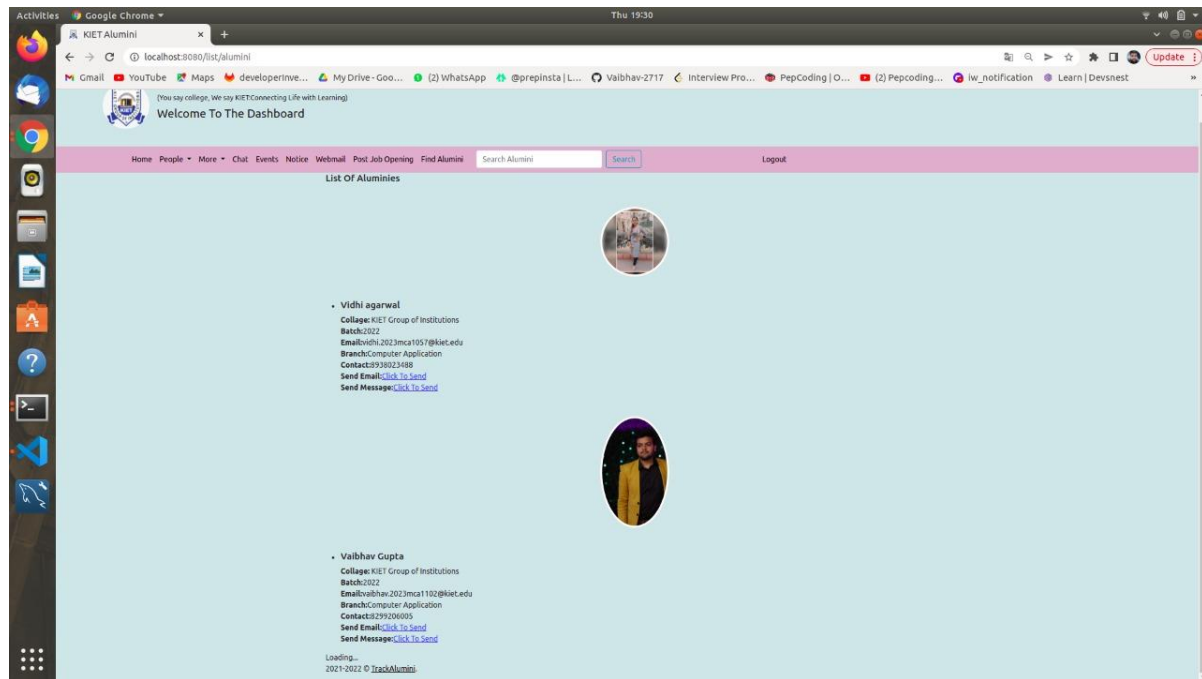 Activities Google Chrome Thu 19:30
KIET Alumini
localhost:8080/list/alumini Update
Gmail YouTube Maps developerInve... My Drive - Goo... (2) WhatsApp @prepinsta | L... Vaibhav-2717 Interview Pro... PepCoding | O... (2) Pepcoding... iw_notification Learn | Devsnest »
(You say college, We say KIET:Connecting Life with Learning)
Welcome To The Dashboard
Home People More Chat Events Notice Webmail Post Job Opening Find Alumini Search Alumini Search Logout
List Of Aluminies
• Vidhi agarwal
Collage: KIET Group of Institutions
Batch:2022
Email:vidhi.2023mca1057@kiet.edu
Branch:Computer Application
Contact:8938023488
Send Email:Click To Send
Send Message:Click To Send
• Vaibhav Gupta
Collage: KIET Group of Institutions
Batch:2022
Email:vaibhav.2023mca1102@kiet.edu
Branch:Computer Application
Contact:8299206005
Send Email:Click To Send
Send Message:Click To Send
Loading...
2021-2022 © TrackAlumini.